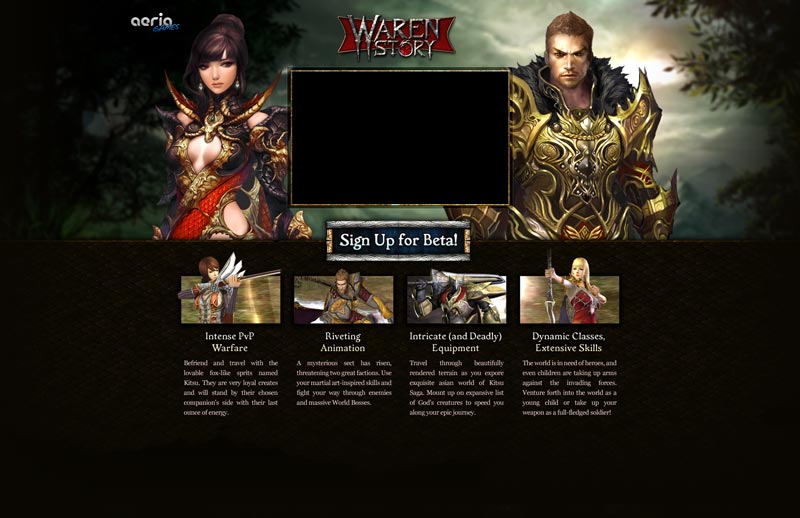 aeria
GAMES
WAREN
STORY
Sign Up for Beta!
Intense PvP
Warfare
Befriend and travel with the
lovable fox-like sprits named
Kitsu. They are very loyal creates
and will stand by their chosen
companion's side with their last
ounce of energy.
Riveting
Animation
A mysterious sect has risen,
threatening two great factions. Use
your martial art-inspired skills and
fight your way through enemies
and massive World Bosses.
Intricate (and Deadly)
Equipment
Travel through beautifully
rendered terrain as you expore
exquisite asian world of Kitsu
Saga. Mount up on expansive list
of God's creatures to speed you
along your epic journey.
Dynamic Classes,
Extensive Skills
The world is in need of heroes, and
even children are taking up arms
against the invading forces.
Venture forth into the world as a
young child or take up your
weapon as a full-fledged soldier!